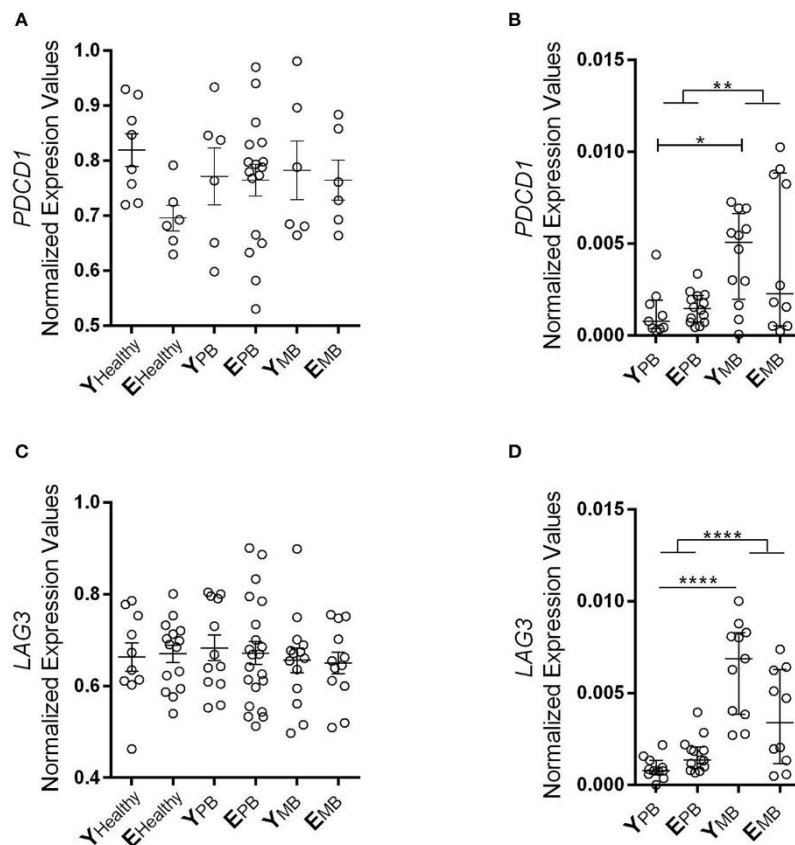 A
PDCD1
Normalized Expression Values
1.0
0.9
0.8
0.7
0.6
0.5
YHealthy
EHealthy
YPB
EPB
YMB
EMB
B
PDCD1
Normalized Expression Values
0.015
0.010
0.005
0.000
**
*
YPB
EPB
YMB
EMB
C
LAG3
Normalized Expression Values
1.0
0.8
0.6
0.4
YHealthy
EHealthy
YPB
EPB
YMB
EMB
D
LAG3
Normalized Expression Values
0.015
0.010
0.005
0.000
****
****
YPB
EPB
YMB
EMB